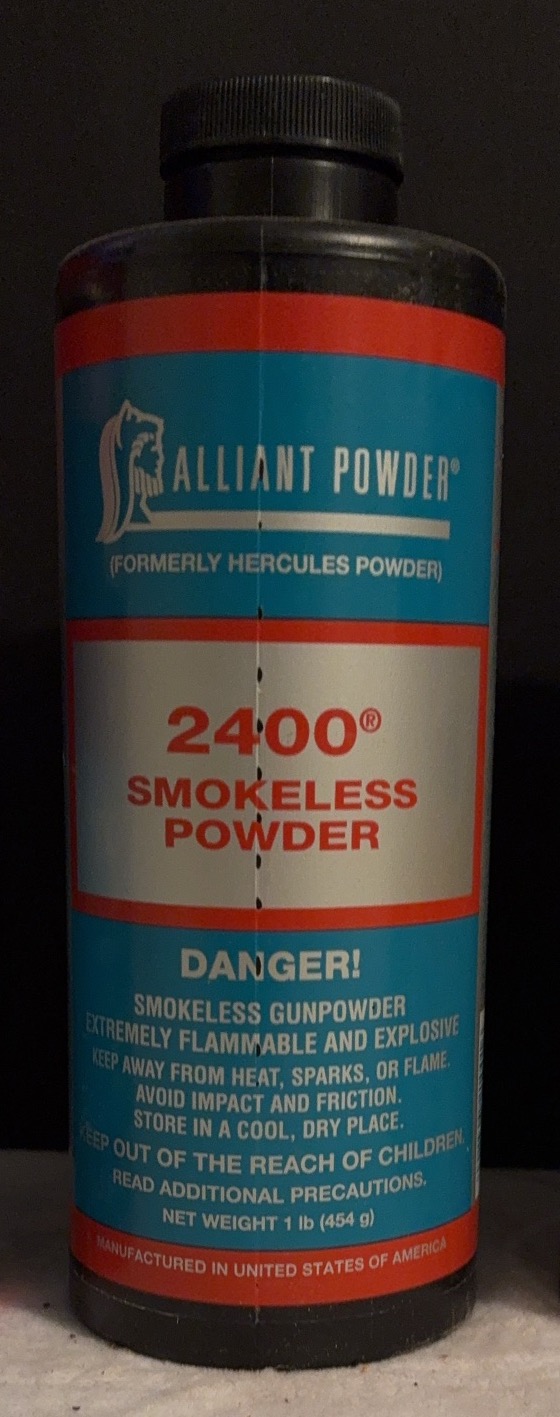 ALLIANT POWDER®
(FORMERLY HERCULES POWDER)
2400®
SMOKELESS
POWDER
DANGER!
SMOKELESS GUNPOWDER
EXTREMELY FLAMMABLE AND EXPLOSIVE
KEEP AWAY FROM HEAT, SPARKS, OR FLAME.
AVOID IMPACT AND FRICTION.
STORE IN A COOL, DRY PLACE.
KEEP OUT OF THE REACH OF CHILDREN.
READ ADDITIONAL PRECAUTIONS.
NET WEIGHT 1 lb (454 g)
MANUFACTURED IN UNITED STATES OF AMERICA